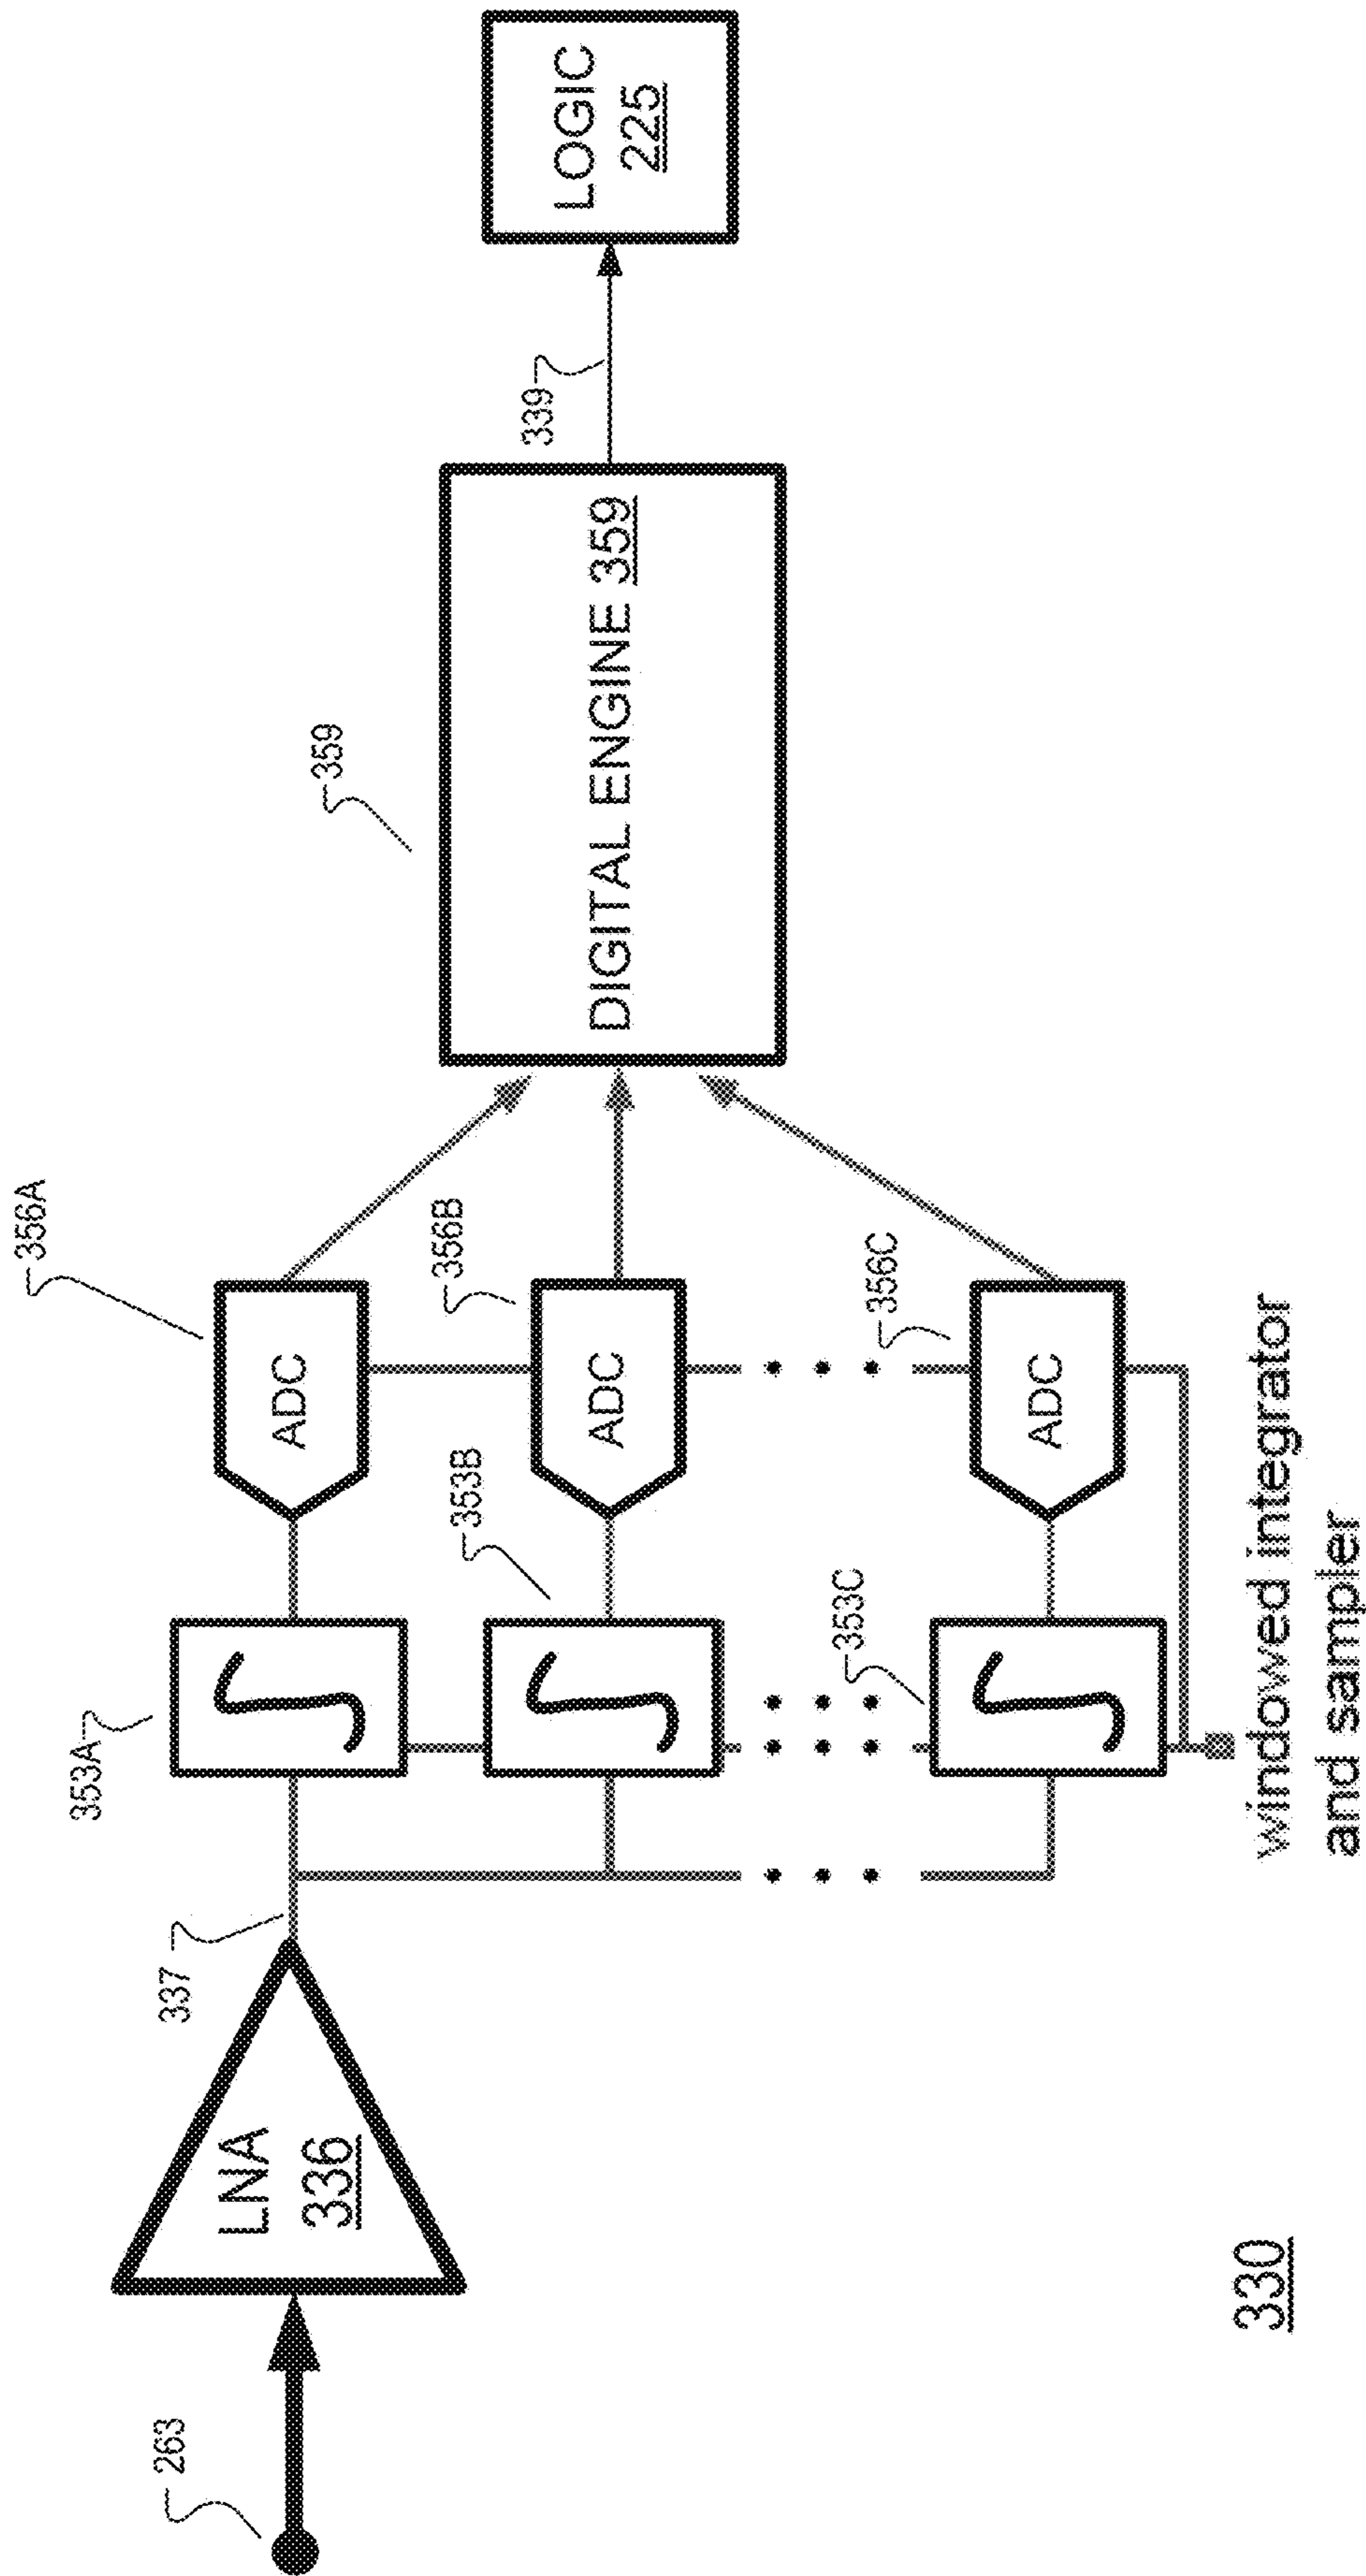 263
LNA
336
337
353A
353B
353C
356A
ADC
356B
ADC
356C
ADC
359
DIGITAL ENGINE 359
339
LOGIC
225
windowed integrator
and sampler
330